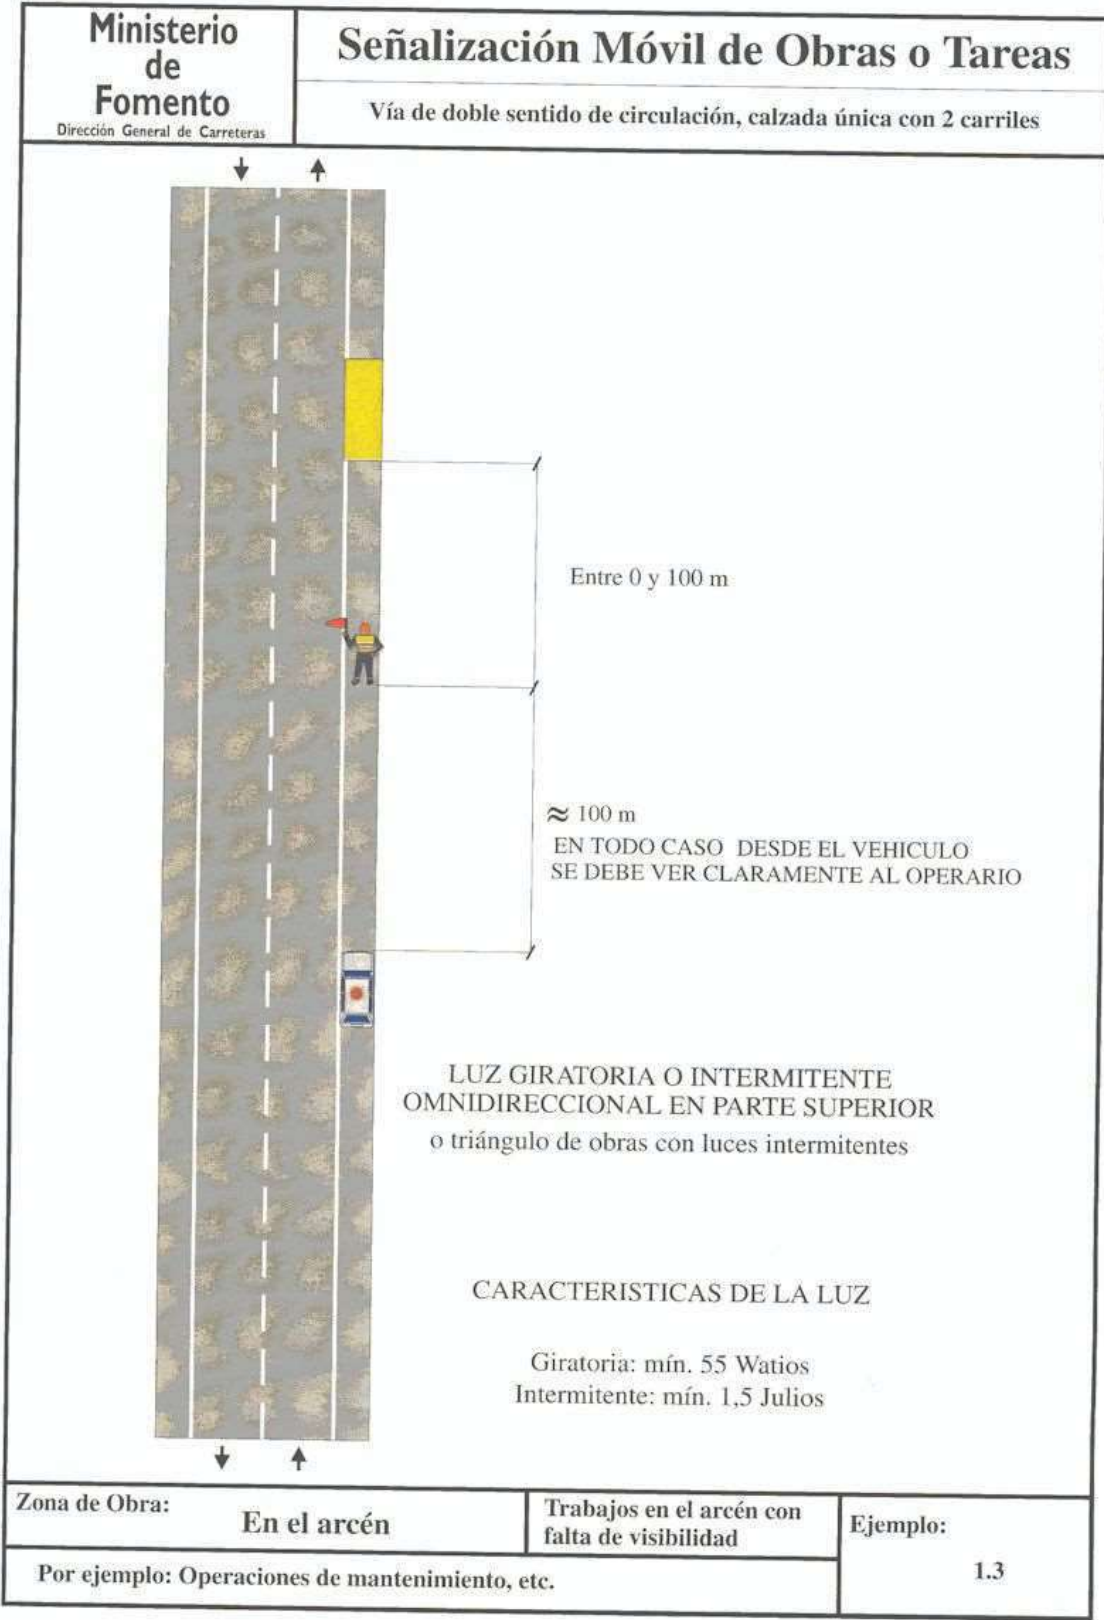 Ministerio
de
Fomento
Dirección General de Carreteras
Señalización Móvil de Obras o Tareas
Vía de doble sentido de circulación, calzada única con 2 carriles
Entre 0 y 100 m
≈ 100 m
EN TODO CASO DESDE EL VEHICULO
SE DEBE VER CLARAMENTE AL OPERARIO
LUZ GIRATORIA O INTERMITENTE
OMNIDIRECCIONAL EN PARTE SUPERIOR
o triángulo de obras con luces intermitentes
CARACTERISTICAS DE LA LUZ
Giratoria: mín. 55 Watios
Intermitente: mín. 1,5 Julios
Zona de Obra:
En el arcén
Trabajos en el arcén con
falta de visibilidad
Ejemplo:
1.3
Por ejemplo: Operaciones de mantenimiento, etc.